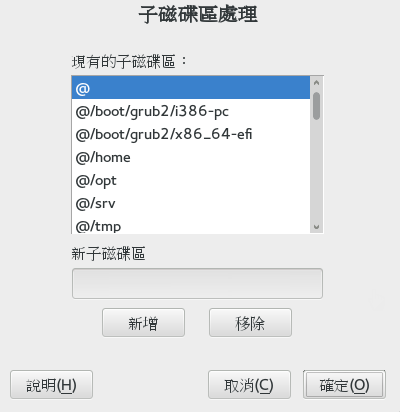 子磁碟區處理
現有的子磁碟區：
@
@/boot/grub2/i386-pc
@/boot/grub2/x86_64-efi
@/home
@/opt
@/srv
@/tmp
新子磁碟區
新增 移除
說明(H) 取消(C) 確定(O)